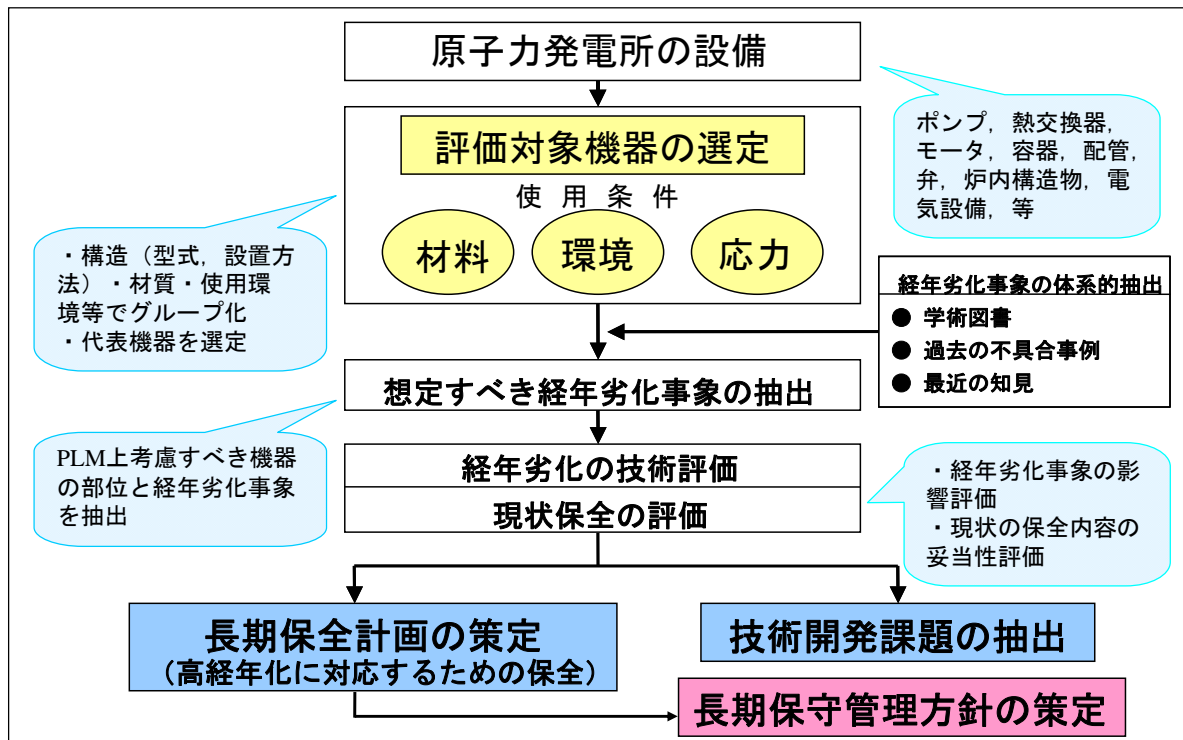 原子力発電所の設備
ポンプ, 熱交換器,
モータ, 容器, 配管,
弁, 炉内構造物, 電
気設備, 等
評価対象機器の選定
使 用 条 件
材料
環境
応力
・構造（型式, 設置方
法）・材質・使用環
境等でグループ化
・代表機器を選定
経年劣化事象の体系的抽出
● 学術図書
● 過去の不具合事例
● 最近の知見
想定すべき経年劣化事象の抽出
PLM上考慮すべき機器
の部位と経年劣化事象
を抽出
経年劣化の技術評価
現状保全の評価
・経年劣化事象の影
響評価
・現状の保全内容の
妥当性評価
長期保全計画の策定
（高経年化に対応するための保全）
技術開発課題の抽出
長期保守管理方針の策定